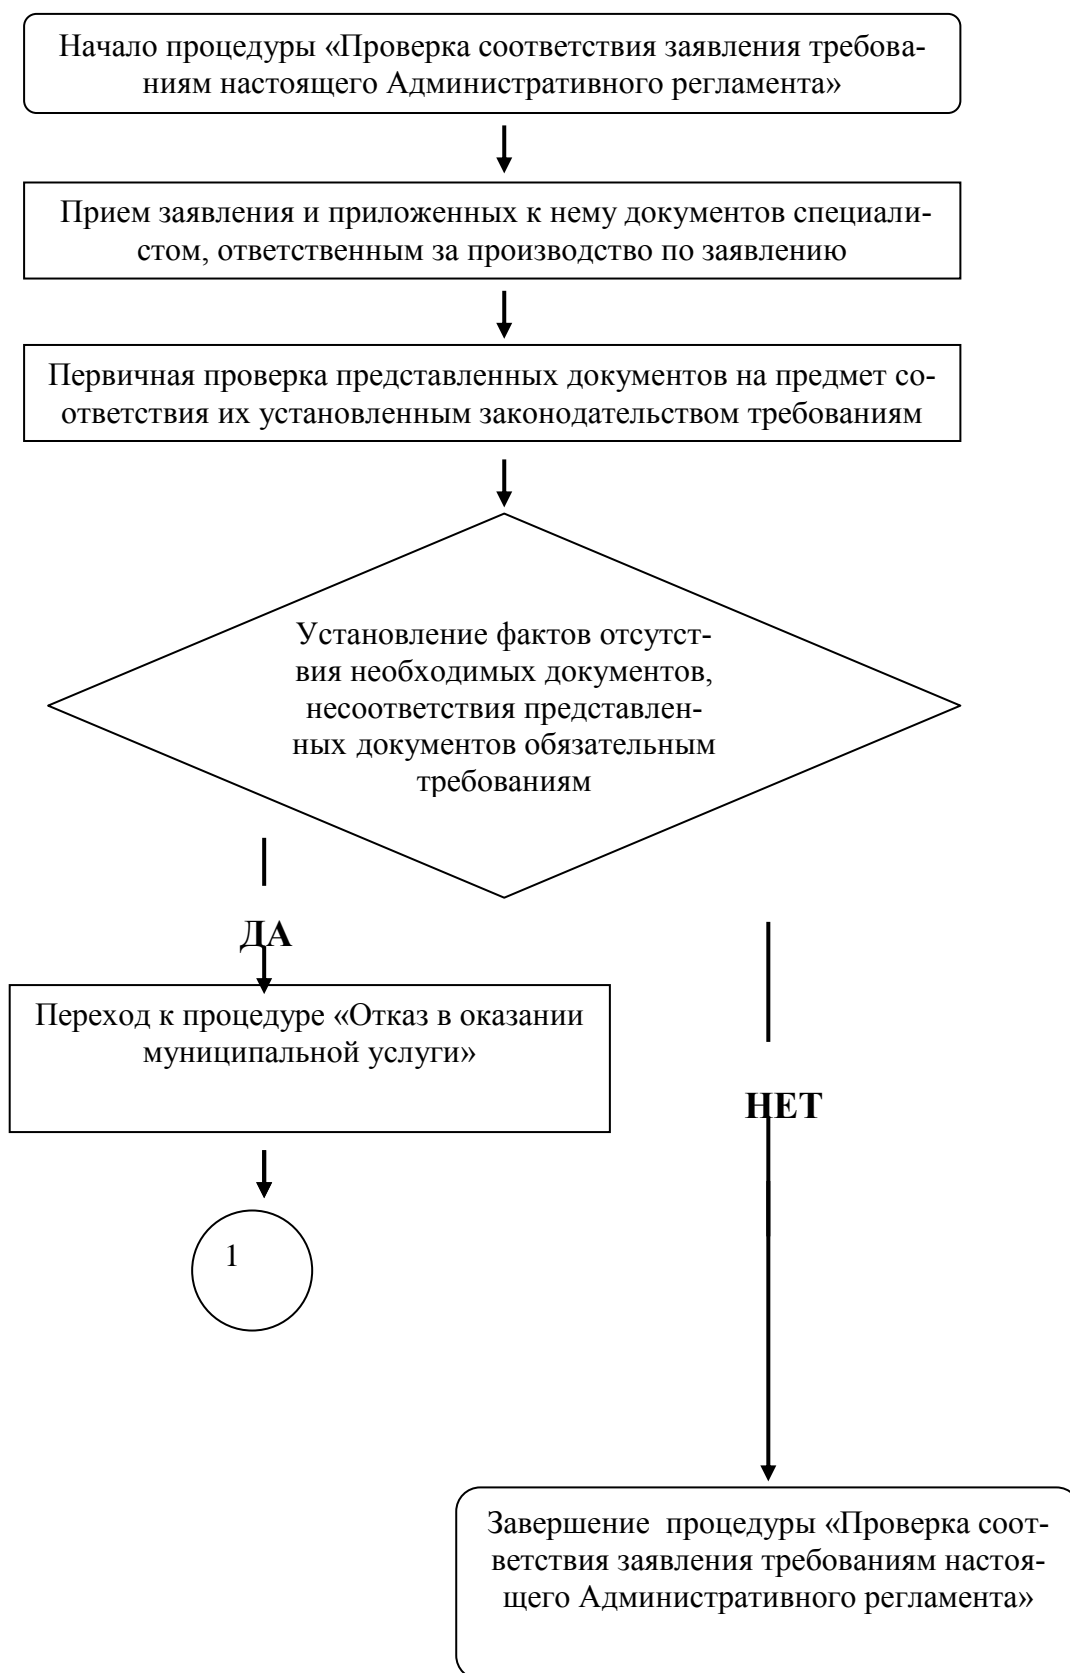 Начало процедуры «Проверка соответствия заявления требова-
ниям настоящего Административного регламента»
Прием заявления и приложенных к нему документов специали-
стом, ответственным за производство по заявлению
Первичная проверка представленных документов на предмет со-
ответствия их установленным законодательством требованиям
Установление фактов отсутст-
вия необходимых документов,
несоответствия представлен-
ных документов обязательным
требованиям
ДА
Переход к процедуре «Отказ в оказании
муниципальной услуги»
НЕТ
1
Завершение  процедуры «Проверка соот-
ветствия заявления требованиям настоя-
щего Административного регламента»